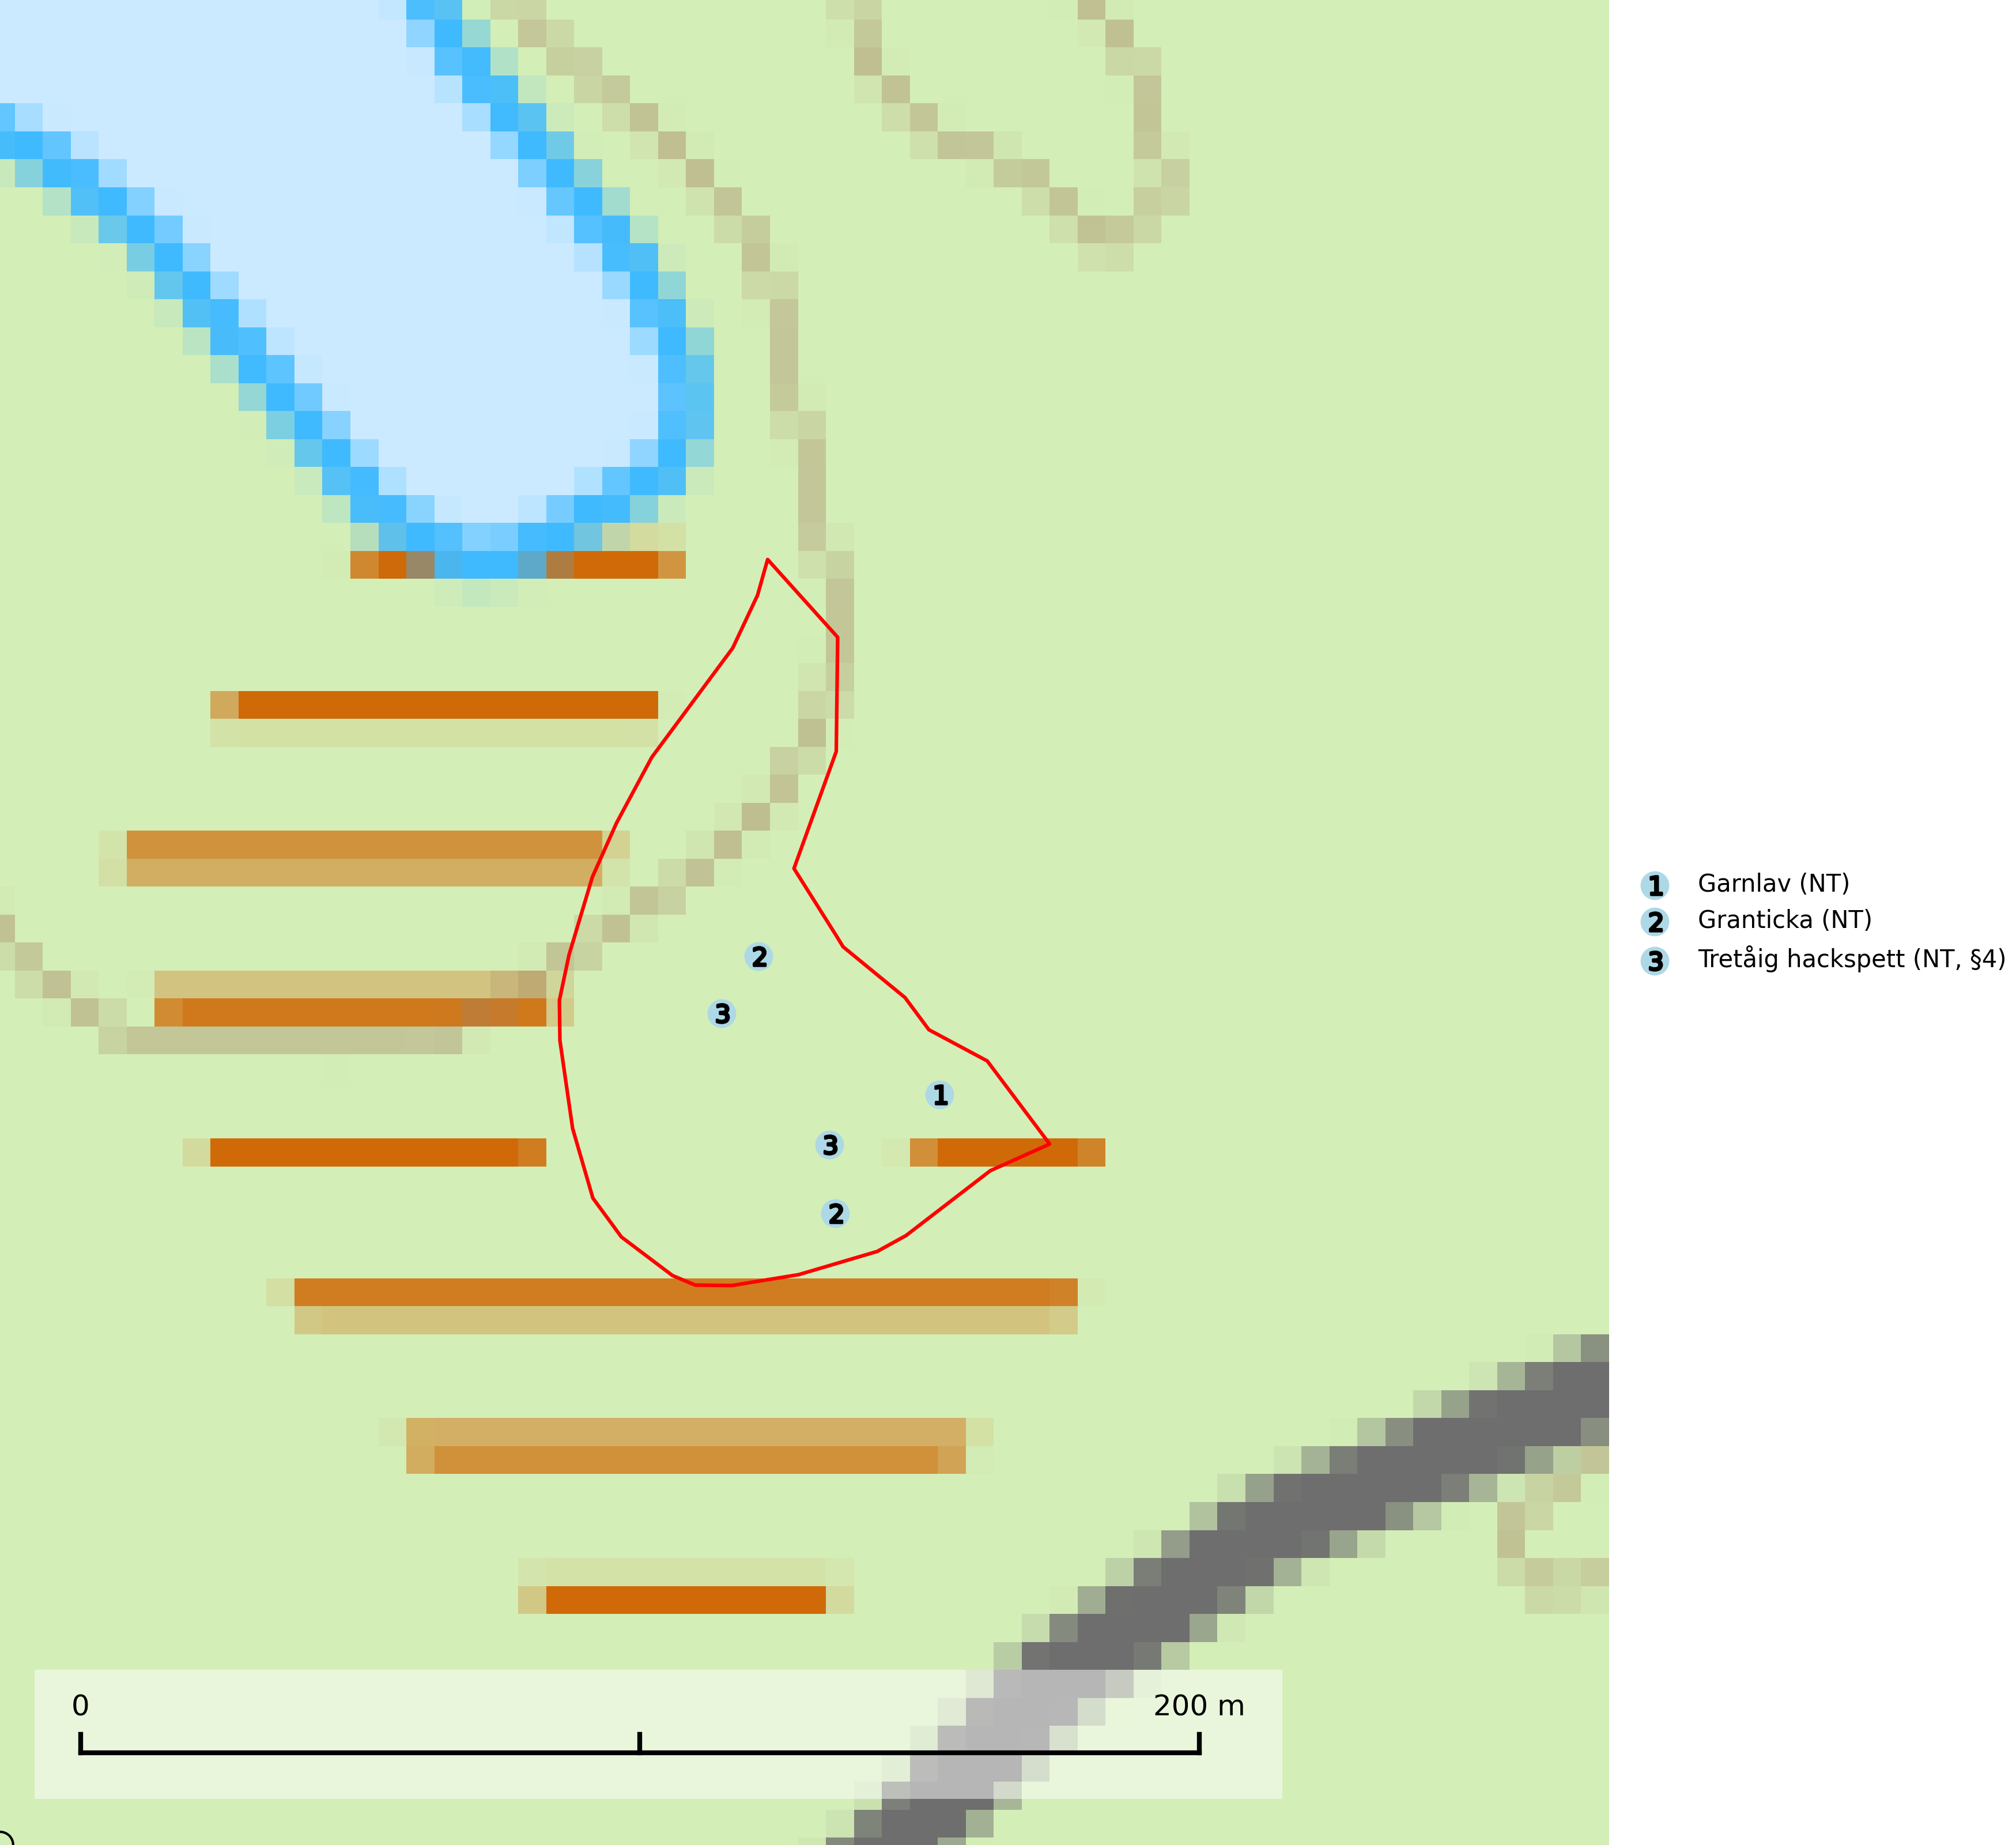 2
3
1
3
2
0 200 m
1 Garnlav (NT)
2 Granticka (NT)
3 Tretåig hackspett (NT, §4)